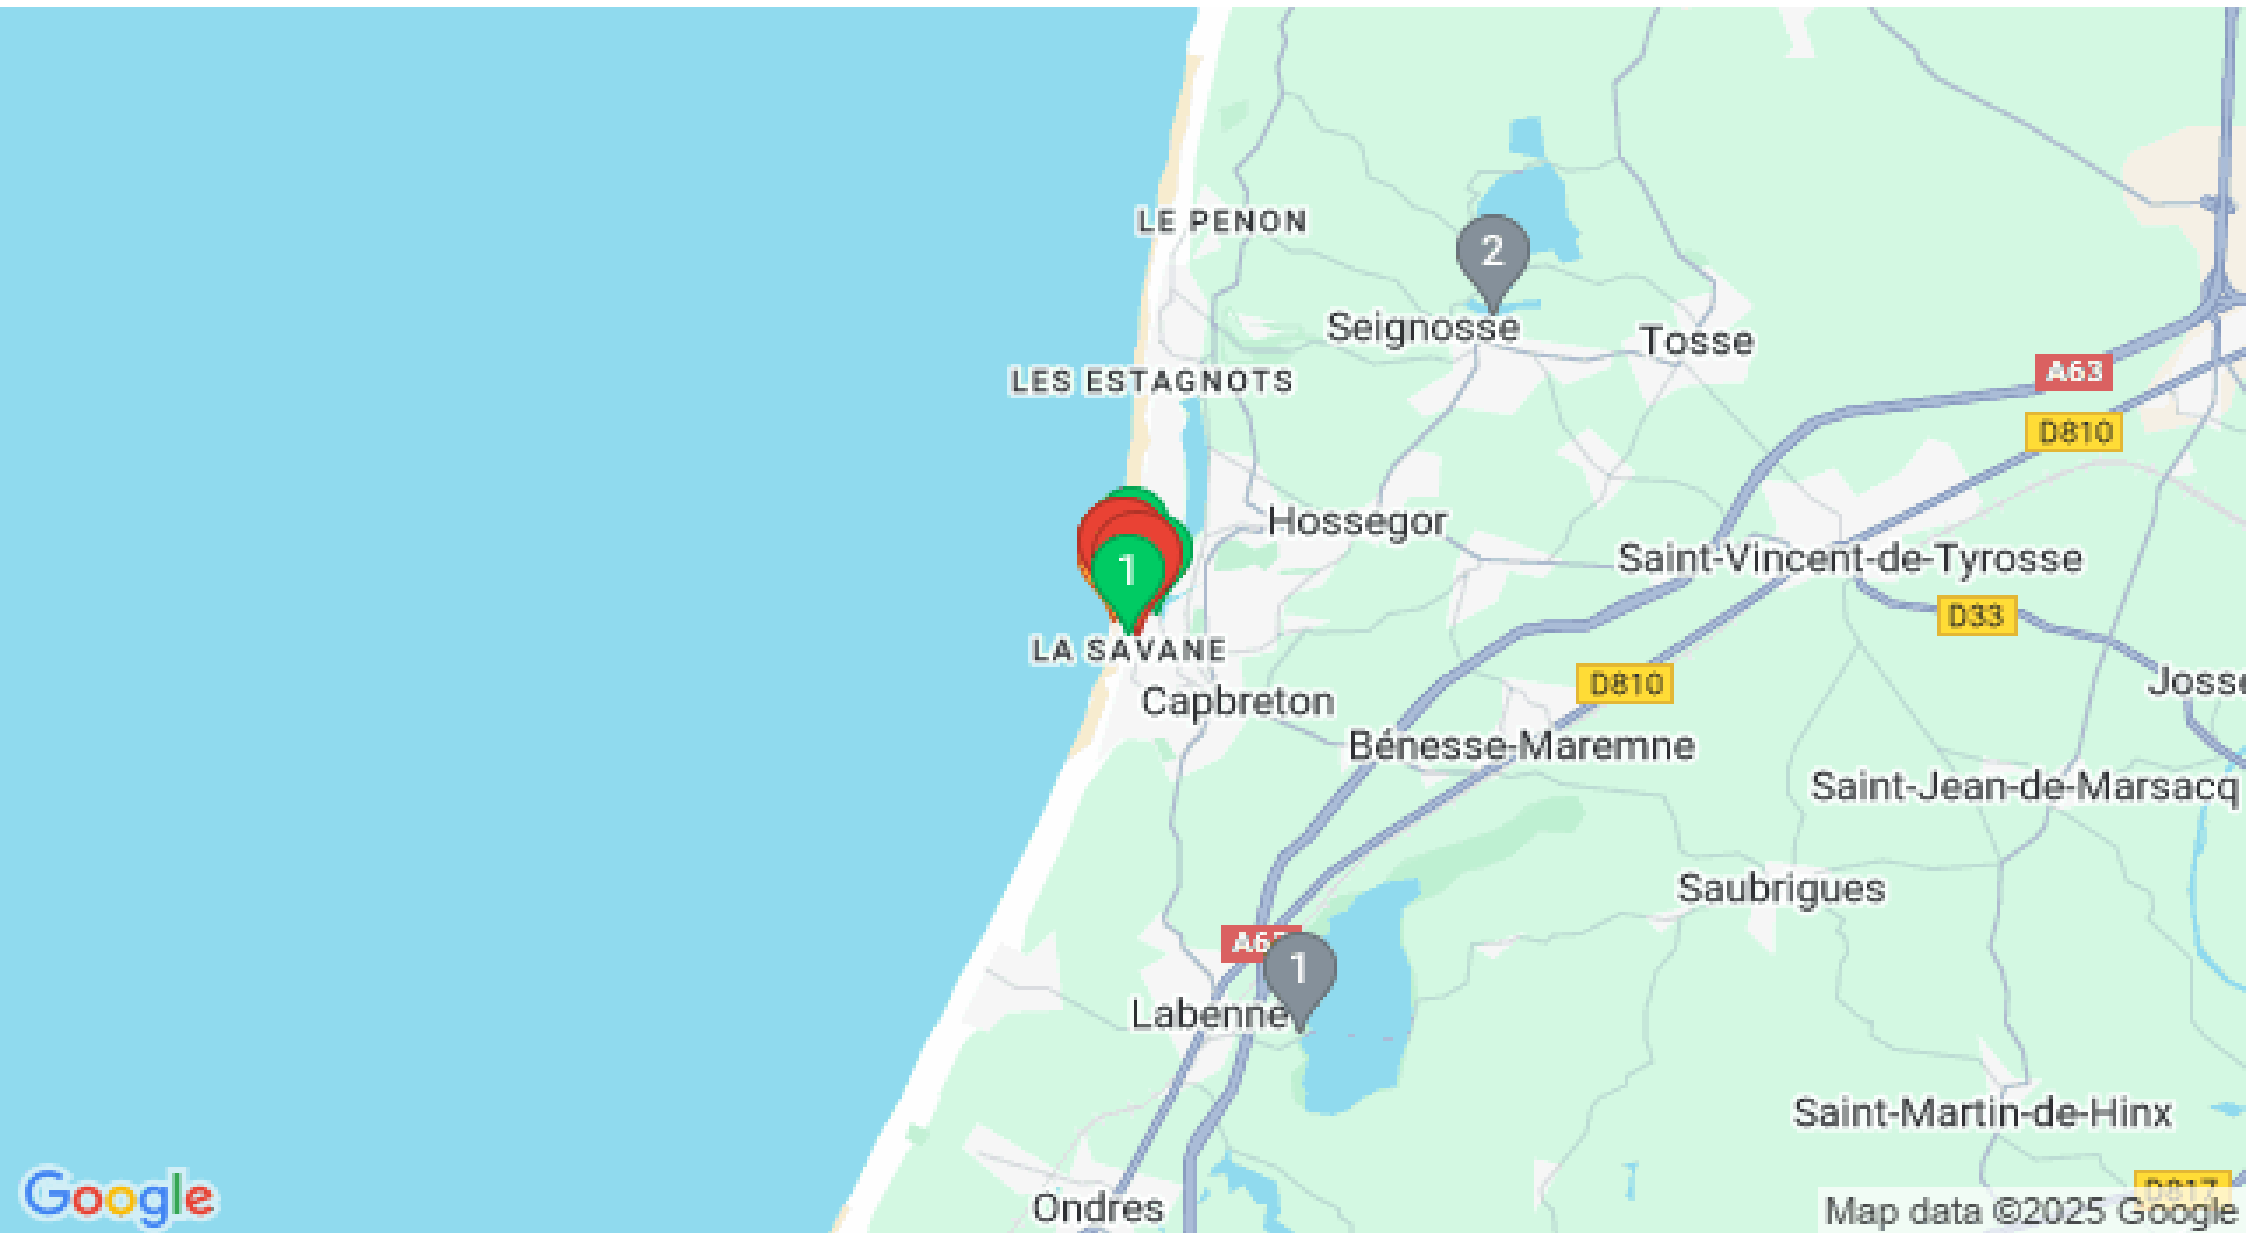 LE PENON
2
Seignosse
Tosse
LES ESTAGNOTS
A63
D810
Hossegor
1
Saint-Vincent-de-Tyrosse
D33
LA SAVANE
D810
Josse
Capbreton
Bénesse-Maremne
Saint-Jean-de-Marsacq
Saubrigues
1
Labenne
Saint-Martin-de-Hinx
D817
Google
Ondres
Map data ©2025 Google